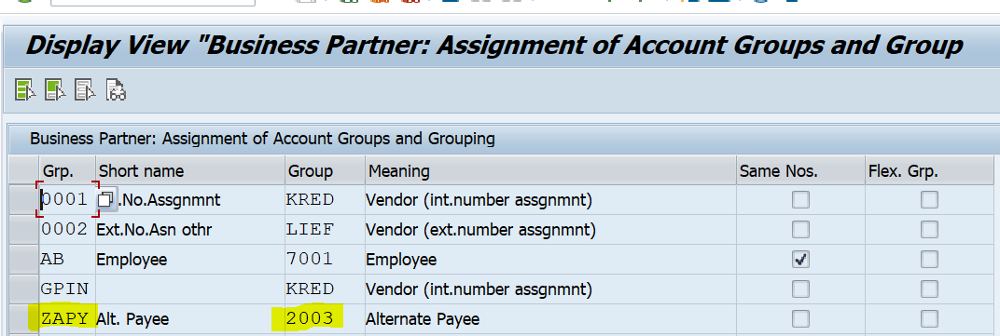 Display View "Business Partner: Assignment of Account Groups and Group
Business Partner: Assignment of Account Groups and Grouping
Grp. Short name Group Meaning Same Nos. Flex. Grp.
0001 .No.Assgnmnt KRED Vendor (int.number assgnmnt)
0002 Ext.No.Asn othr LIEF Vendor (ext.number assgnmnt)
AB Employee 7001 Employee
GPIN KRED Vendor (int.number assgnmnt)
ZAPY Alt. Payee 2003 Alternate Payee